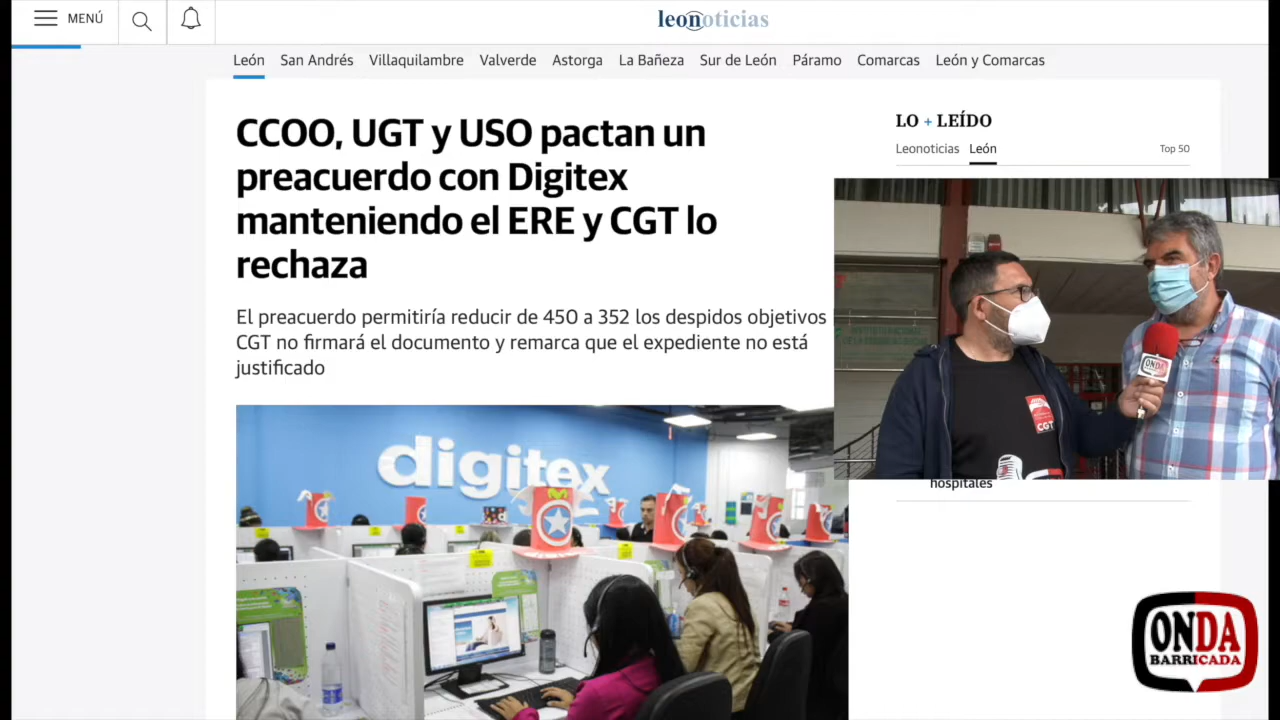 MENÚ
leonoticias
León San Andrés Villaquilambre Valverde Astorga La Bañeza Sur de León Páramo Comarcas León y Comarcas
CCOO, UGT y USO pactan un
preacuerdo con Digitex
manteniendo el ERE y CGT lo
rechaza
El preacuerdo permitiría reducir de 450 a 352 los despidos objetivos
CGT no firmará el documento y remarca que el expediente no está
justificado
LO + LEÍDO
Leonoticias León Top 50
CGT
ONDA
hospitales
digitex
ONDA
BARRICADA